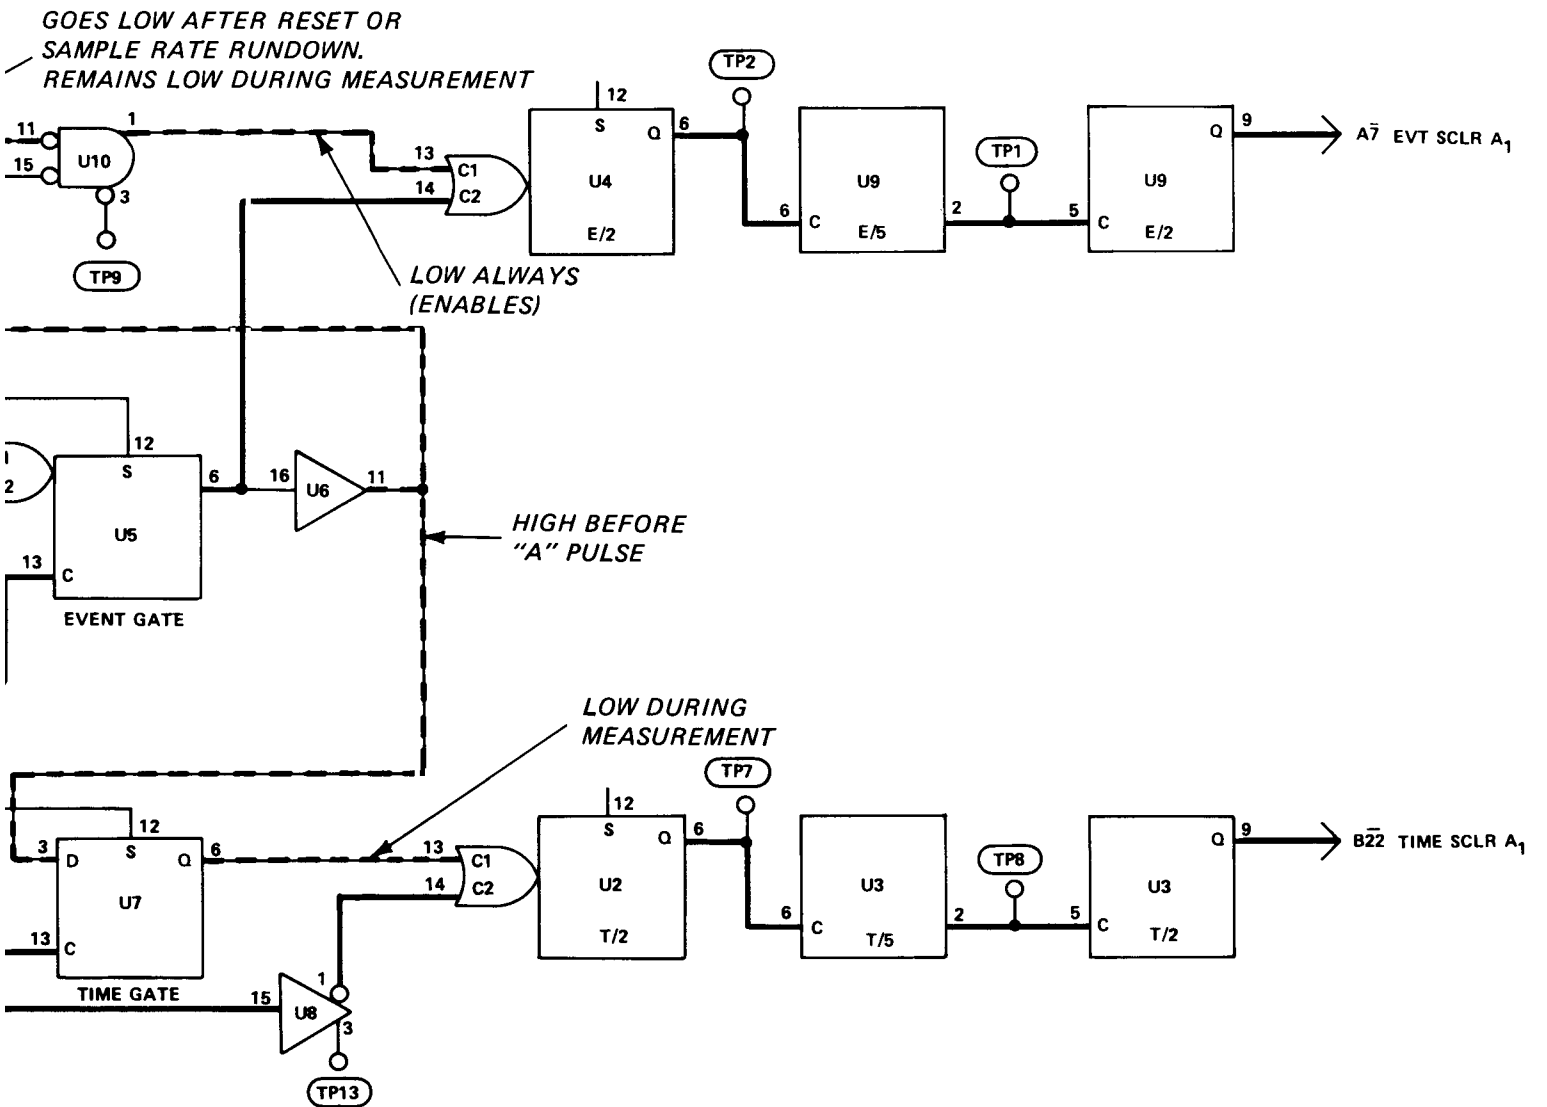 GOES LOW AFTER RESET OR
SAMPLE RATE RUNDOWN.
REMAINS LOW DURING MEASUREMENT
TP2
12
S
Q
6
11
1
15
U10
3
TP9
13
C1
14
C2
U4
E/2
U9
6
C
E/5
2
TP1
5
C
U9
E/2
Q
9
A7̅ EVT SCLR A1
LOW ALWAYS
(ENABLES)
12
S
1
2
6
16
U6
11
U5
13
C
EVENT GATE
HIGH BEFORE
"A" PULSE
LOW DURING
MEASUREMENT
TP7
12
S
Q
6
3
D
12
S
Q
6
13
C1
14
C2
U7
13
C
TIME GATE
U2
T/2
U3
6
C
T/5
2
TP8
5
C
U3
T/2
Q
9
B2̅2̅ TIME SCLR A1
15
U8
1
3
TP13